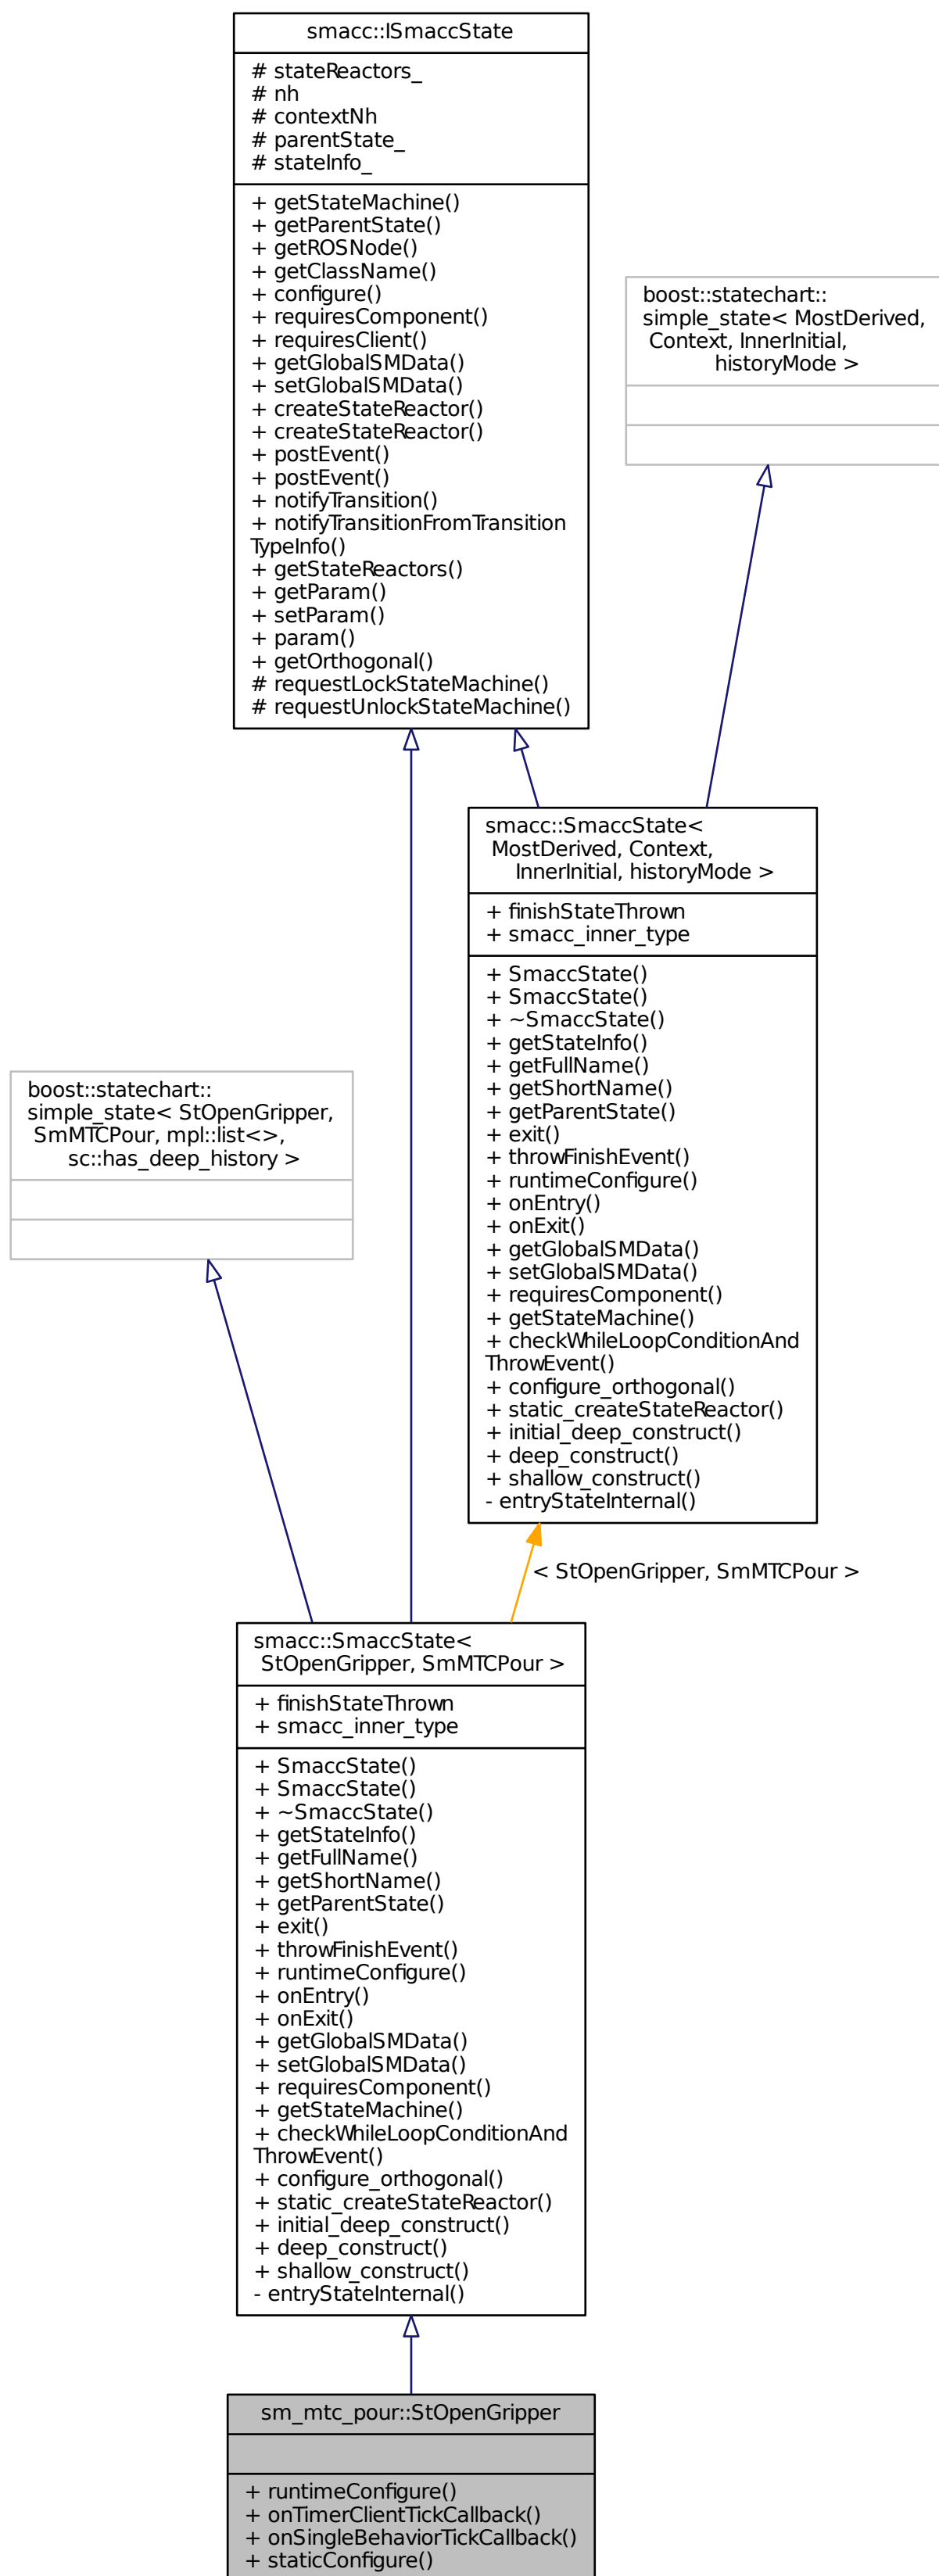 smacc::ISmaccState
# stateReactors_
# nh
# contextNh
# parentState_
# stateInfo_
+ getStateMachine()
+ getParentState()
+ getROSNode()
+ getClassName()
+ configure()
+ requiresComponent()
+ requiresClient()
+ getGlobalSMData()
+ setGlobalSMData()
+ createStateReactor()
+ createStateReactor()
+ postEvent()
+ postEvent()
+ notifyTransition()
+ notifyTransitionFromTransition
TypeInfo()
+ getStateReactors()
+ getParam()
+ setParam()
+ param()
+ getOrthogonal()
# requestLockStateMachine()
# requestUnlockStateMachine()
boost::statechart::
simple_state< MostDerived,
Context, InnerInitial,
historyMode >
smacc::SmaccState<
MostDerived, Context,
InnerInitial, historyMode >
+ finishStateThrown
+ smacc_inner_type
+ SmaccState()
+ SmaccState()
+ ~SmaccState()
+ getStateInfo()
+ getFullName()
+ getShortName()
+ getParentState()
+ exit()
+ throwFinishEvent()
+ runtimeConfigure()
+ onEntry()
+ onExit()
+ getGlobalSMData()
+ setGlobalSMData()
+ requiresComponent()
+ getStateMachine()
+ checkWhileLoopConditionAnd
ThrowEvent()
+ configure_orthogonal()
+ static_createStateReactor()
+ initial_deep_construct()
+ deep_construct()
+ shallow_construct()
- entryStateInternal()
boost::statechart::
simple_state< StOpenGripper,
SmMTCPour, mpl::list<>,
sc::has_deep_history >
< StOpenGripper, SmMTCPour >
smacc::SmaccState<
StOpenGripper, SmMTCPour >
+ finishStateThrown
+ smacc_inner_type
+ SmaccState()
+ SmaccState()
+ ~SmaccState()
+ getStateInfo()
+ getFullName()
+ getShortName()
+ getParentState()
+ exit()
+ throwFinishEvent()
+ runtimeConfigure()
+ onEntry()
+ onExit()
+ getGlobalSMData()
+ setGlobalSMData()
+ requiresComponent()
+ getStateMachine()
+ checkWhileLoopConditionAnd
ThrowEvent()
+ configure_orthogonal()
+ static_createStateReactor()
+ initial_deep_construct()
+ deep_construct()
+ shallow_construct()
- entryStateInternal()
sm_mtc_pour::StOpenGripper
+ runtimeConfigure()
+ onTimerClientTickCallback()
+ onSingleBehaviorTickCallback()
+ staticConfigure()